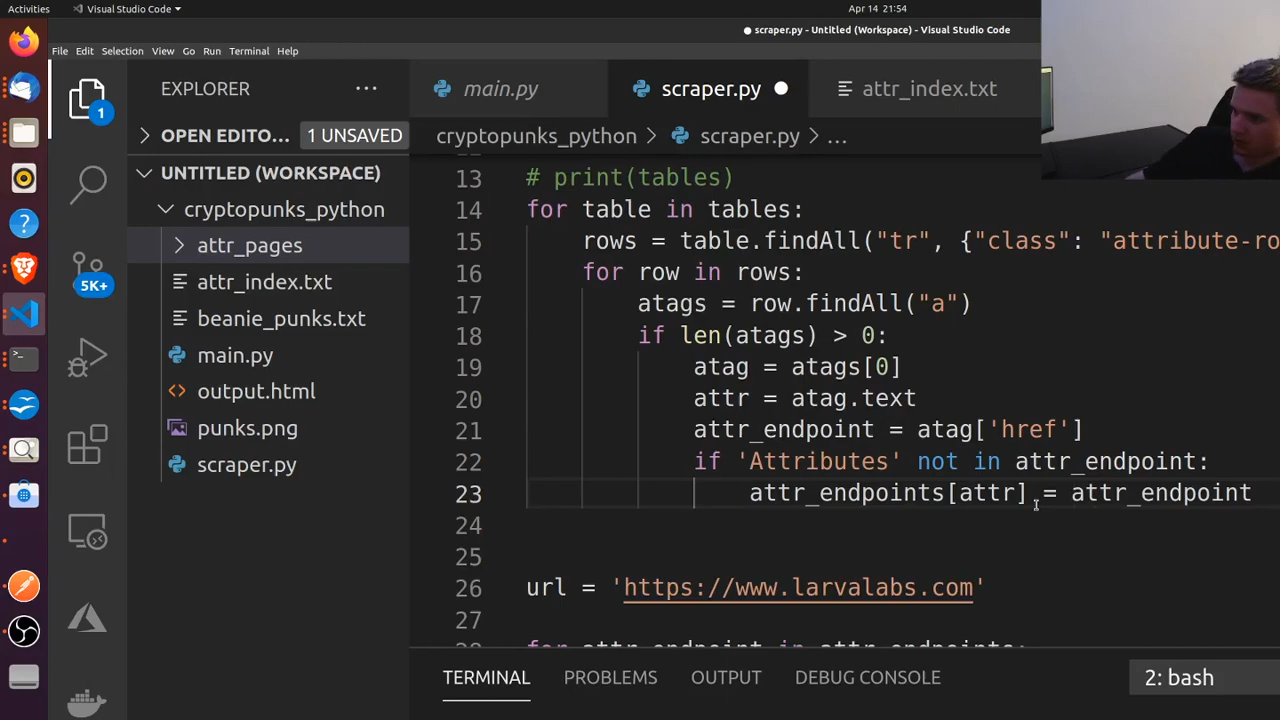 Activities
Visual Studio Code
Apr 14 21:54
scraper.py - Untitled (Workspace) - Visual Studio Code
File Edit Selection View Go Run Terminal Help
EXPLORER
main.py
scraper.py
attr_index.txt
1
OPEN EDITO... 1 UNSAVED
cryptopunks_python > scraper.py > ...
UNTITLED (WORKSPACE)
cryptopunks_python
attr_pages
attr_index.txt
beanie_punks.txt
main.py
output.html
punks.png
scraper.py
5K+
13 # print(tables)
14 for table in tables:
15 rows = table.findAll("tr", {"class": "attribute-ro
16 for row in rows:
17 atags = row.findAll("a")
18 if len(atags) > 0:
19 atag = atags[0]
20 attr = atag.text
21 attr_endpoint = atag['href']
22 if 'Attributes' not in attr_endpoint:
23 attr_endpoints[attr] = attr_endpoint
24
25
26 url = 'https://www.larvalabs.com'
27
28 for attr_endpoint in attr_endpoints:
TERMINAL PROBLEMS OUTPUT DEBUG CONSOLE
2: bash